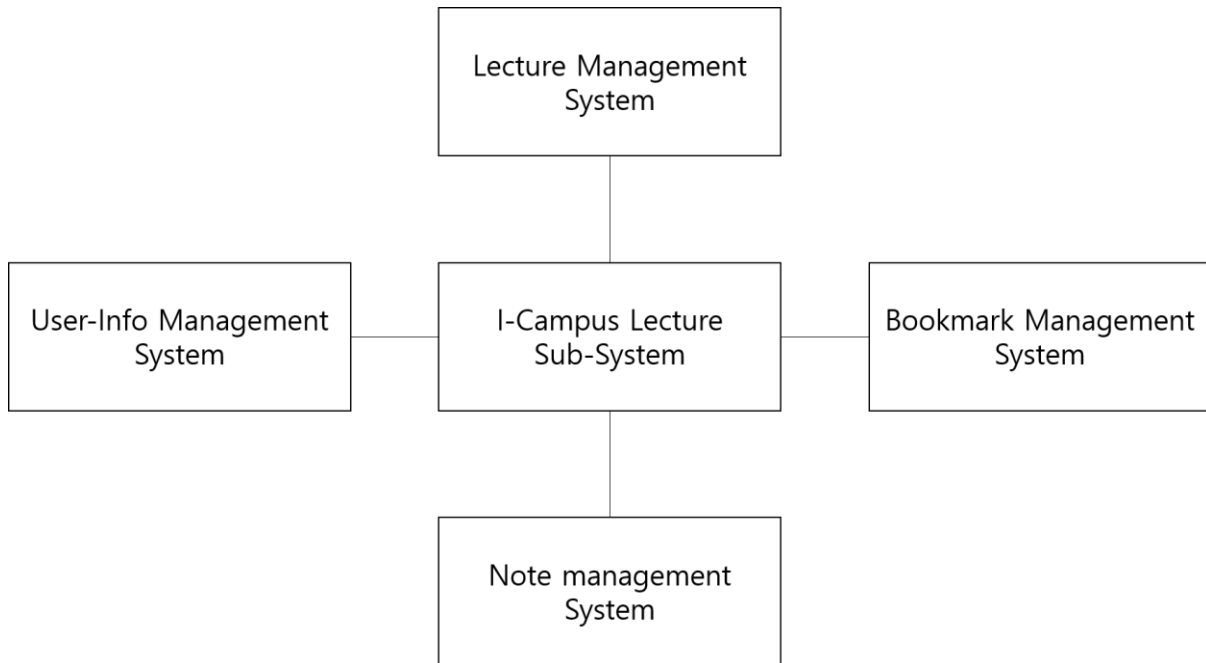 Lecture Management
System
User-Info Management
System
I-Campus Lecture
Sub-System
Bookmark Management
System
Note management
System